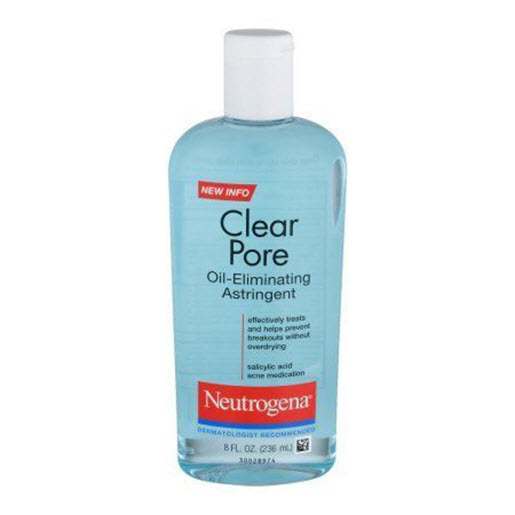 NEW INFO
Clear
Pore
Oil-Eliminating
Astringent
effectively treats
and helps prevent
breakouts without
overdrying
salicylic acid
acne medication
Neutrogena®
DERMATOLOGIST RECOMMENDED
8 FL. OZ. (236 mL)
30028974